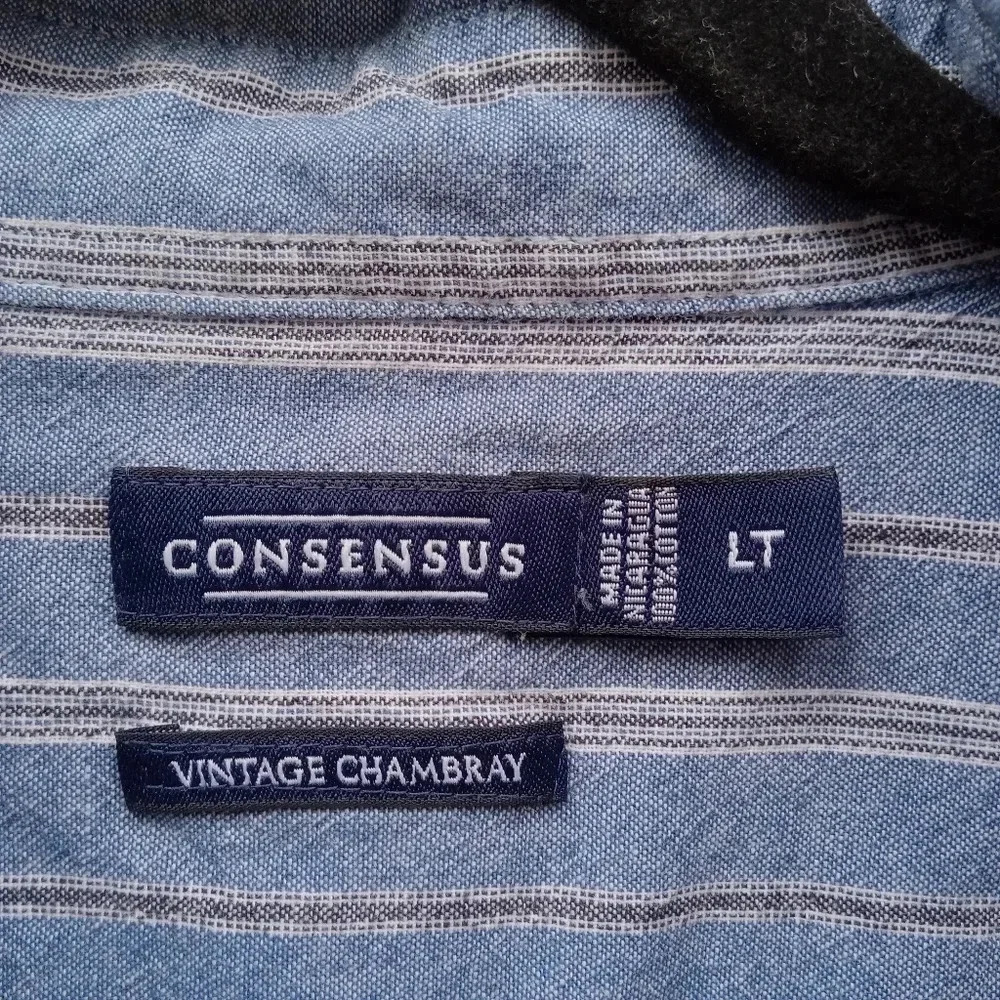 CONSENSUS
MADE IN
NICARAGUA
100% COTTON
LT
VINTAGE CHAMBRAY